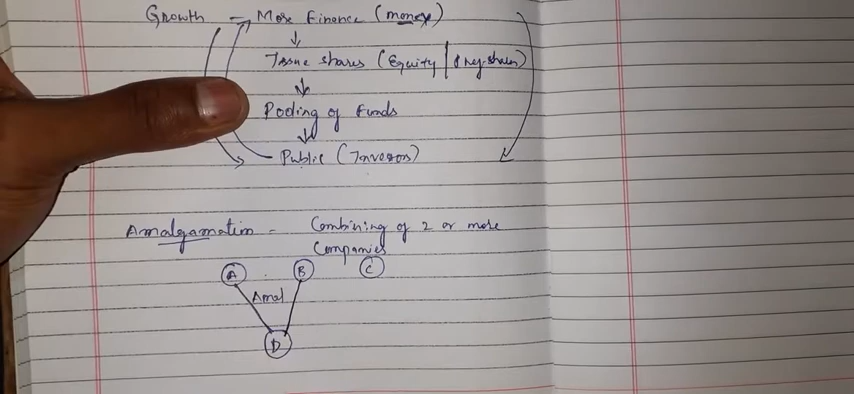 Growth - More Finance (money)
Issue shares (Equity | Preg.shares)
Pooling of Funds
Public (Investors)
Amalgamation - Combining of 2 or more
Companies
A B C
Amal
D